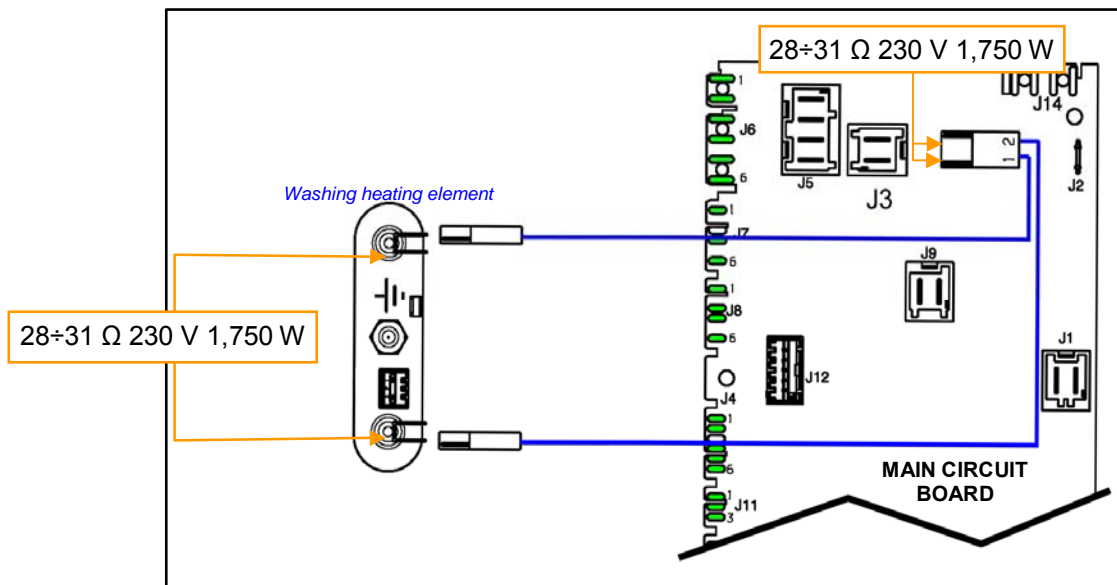 28÷31 Ω 230 V 1,750 W
1
J14
J6
6
J5
J3
1 2
J2
Washing heating element
1
J7
6
J9
1
J8
6
28÷31 Ω 230 V 1,750 W
J12
J1
J4
1
6
MAIN CIRCUIT
BOARD
1
J11
3